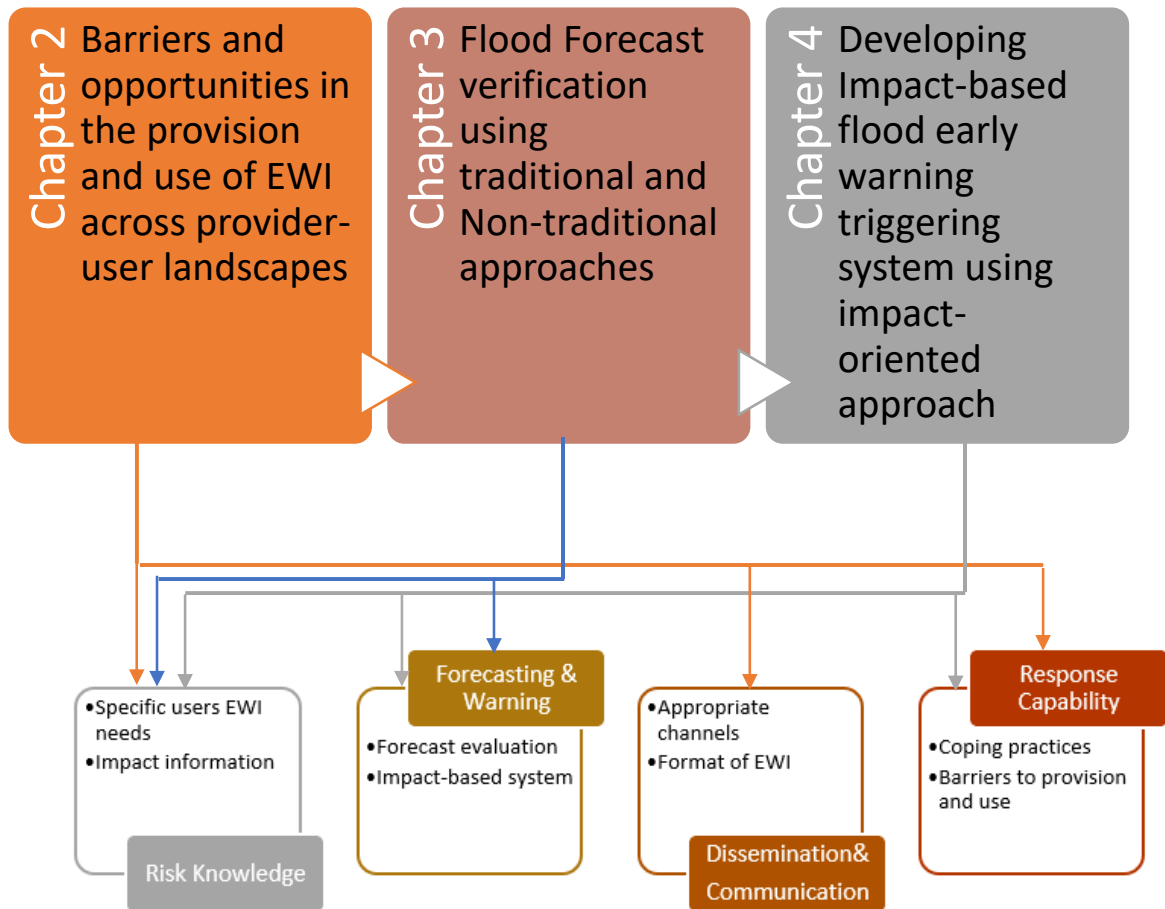 Chapter 2
Barriers and
opportunities in
the provision
and use of EWI
across provider-
user landscapes
Chapter 3
Flood Forecast
verification
using
traditional and
Non-traditional
approaches
Chapter 4
Developing
Impact-based
flood early
warning
triggering
system using
impact-
oriented
approach
•Specific users EWI
needs
•Impact information
Risk Knowledge
Forecasting &
Warning
•Forecast evaluation
•Impact-based system
•Appropriate
channels
•Format of EWI
Dissemination&
Communication
Response
Capability
•Coping practices
•Barriers to provision
and use